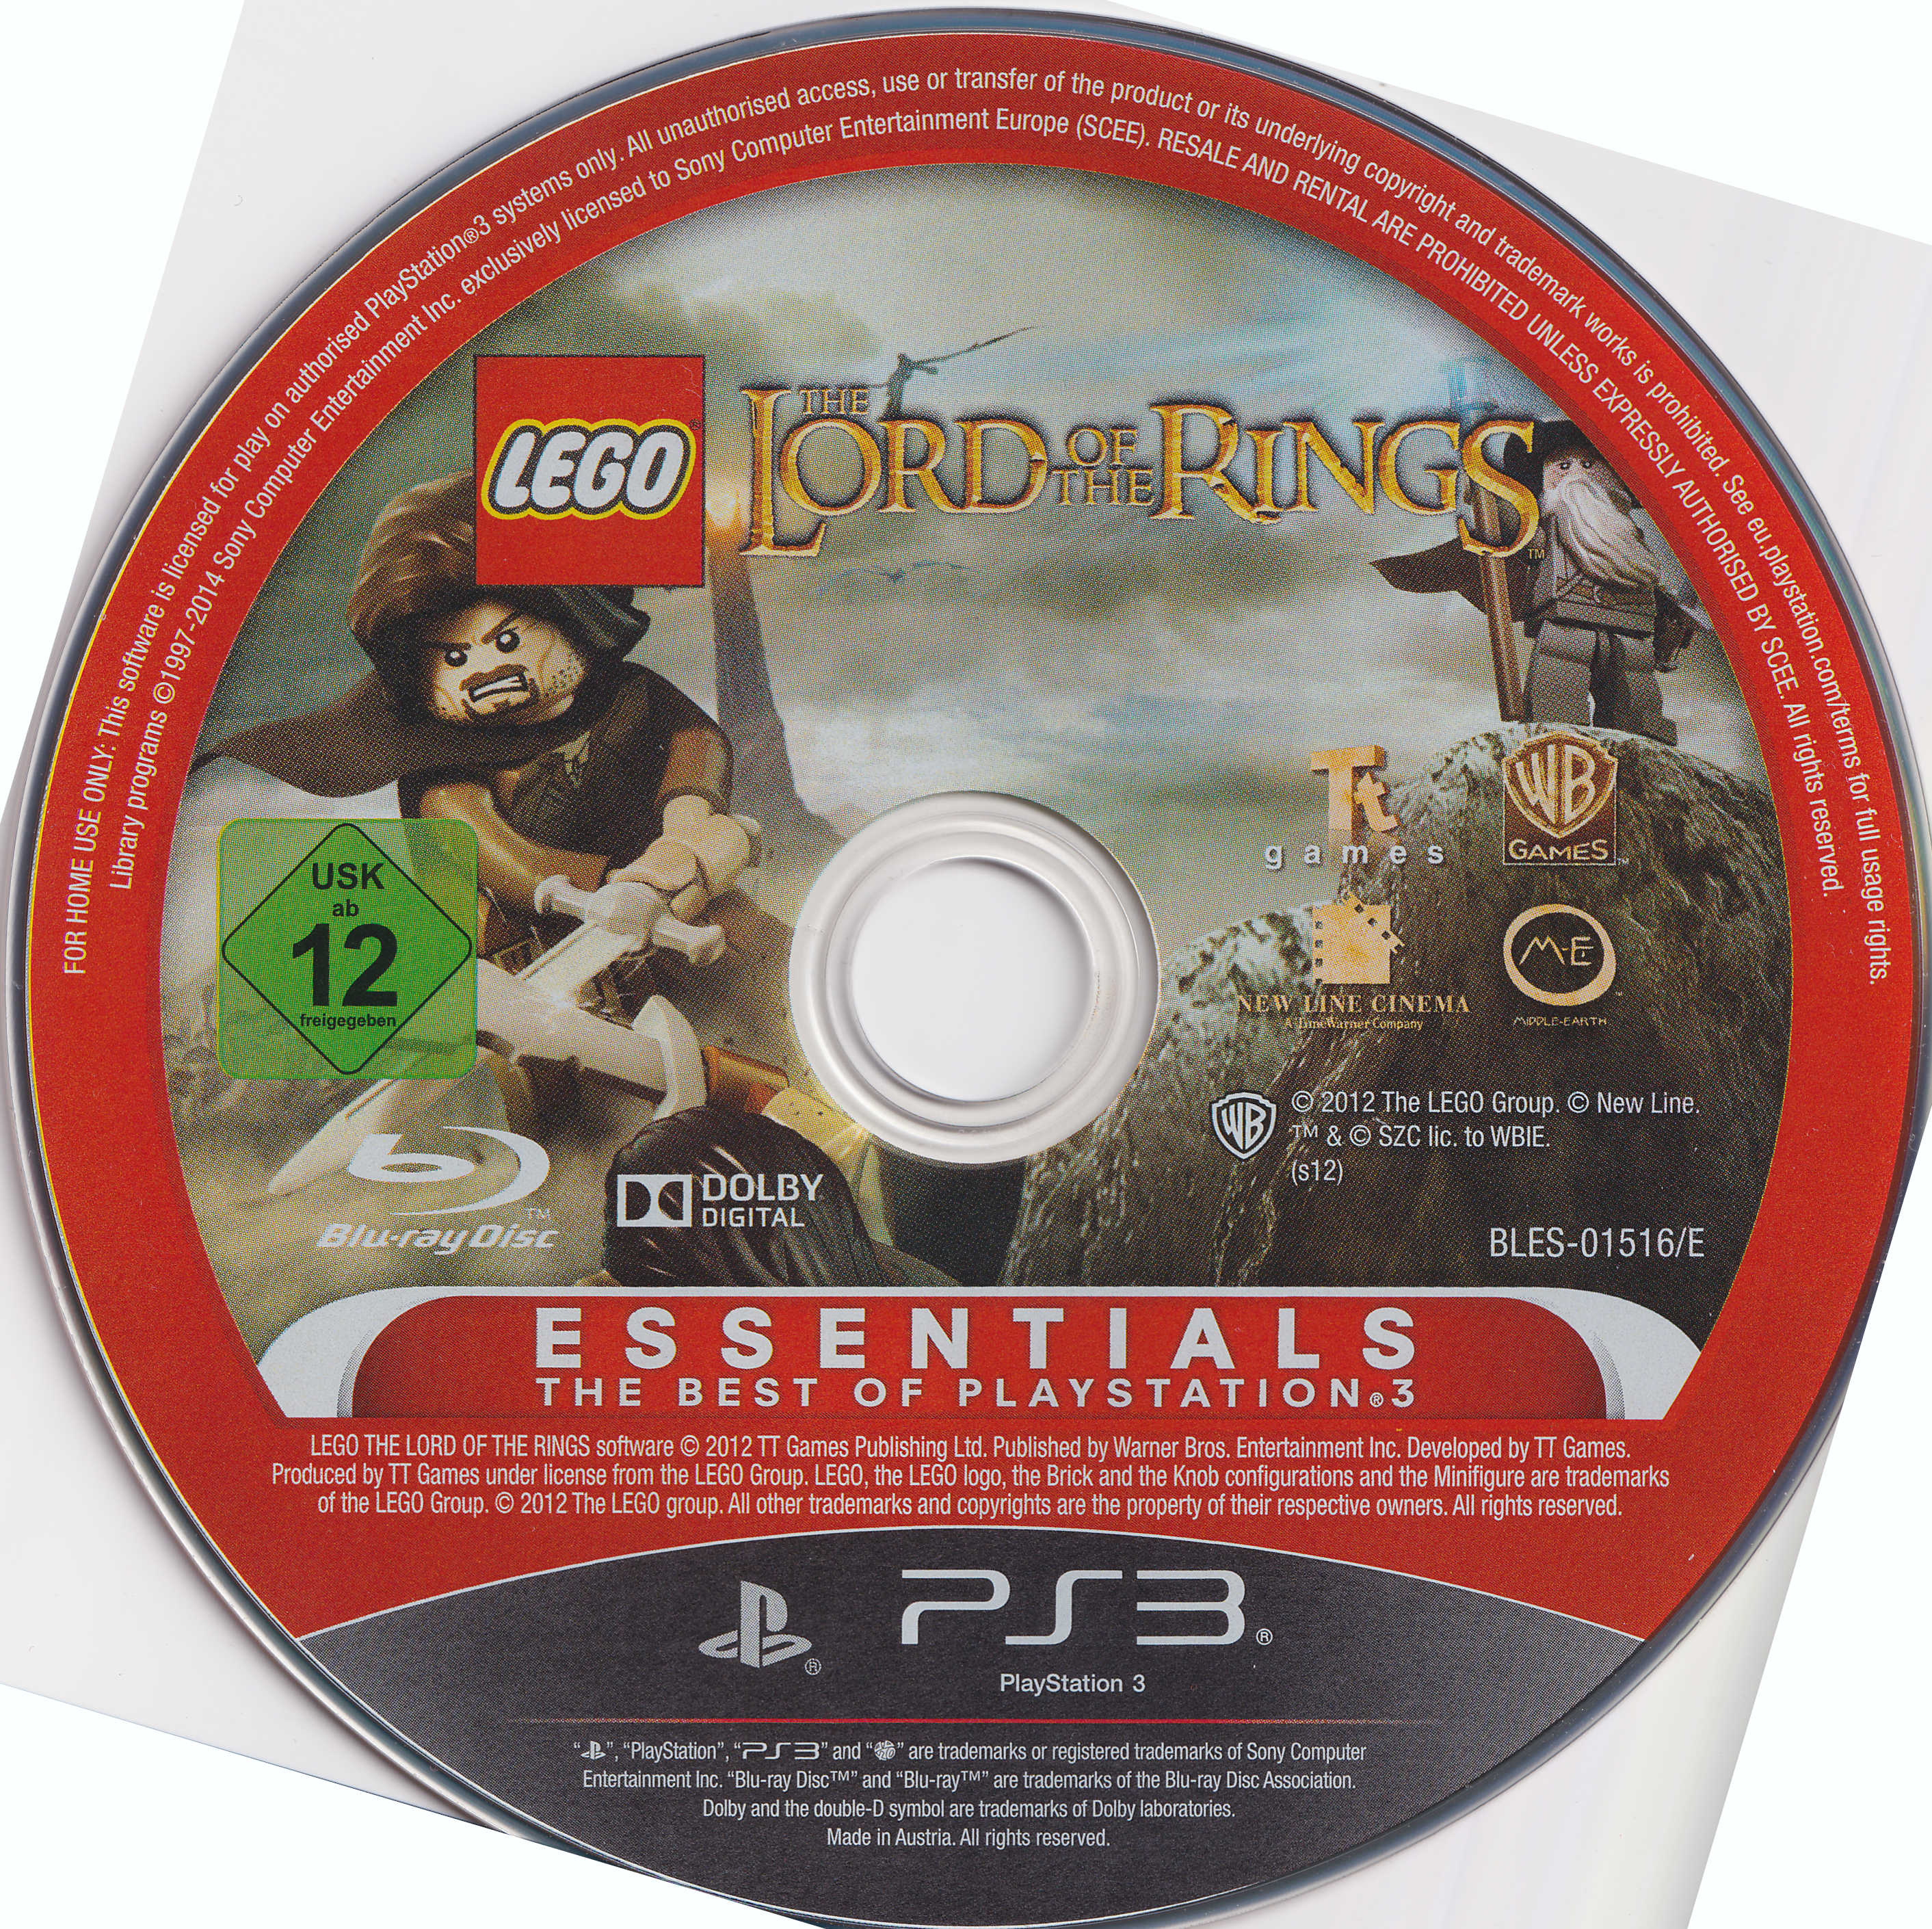 FOR HOME USE ONLY: This software is licensed for play on authorised PlayStation®3 systems only. All unauthorised access, use or transfer of the product or its underlying copyright and trademark works is prohibited. See eu.playstation.com/terms for full usage rights.
Library programs ©1997-2014 Sony Computer Entertainment Inc. exclusively licensed to Sony Computer Entertainment Europe (SCEE). RESALE AND RENTAL ARE PROHIBITED UNLESS EXPRESSLY AUTHORISED BY SCEE. All rights reserved.
LEGO®
THE LORD OF THE RINGS™
Tt games
WB GAMES™
USK
ab
12
freigegeben
NEW LINE CINEMA
A TimeWarner Company
M-E™
MIDDLE-EARTH
WB
© 2012 The LEGO Group. © New Line.
™ & © SZC lic. to WBIE.
(s12)
Blu-ray Disc™
DOLBY
DIGITAL
BLES-01516/E
ESSENTIALS
THE BEST OF PLAYSTATION®3
LEGO THE LORD OF THE RINGS software © 2012 TT Games Publishing Ltd. Published by Warner Bros. Entertainment Inc. Developed by TT Games.
Produced by TT Games under license from the LEGO Group. LEGO, the LEGO logo, the Brick and the Knob configurations and the Minifigure are trademarks
of the LEGO Group. © 2012 The LEGO group. All other trademarks and copyrights are the property of their respective owners. All rights reserved.
PS3®
PlayStation 3
“ ”, “PlayStation”, “PS3” and “ ” are trademarks or registered trademarks of Sony Computer
Entertainment Inc. “Blu-ray Disc™” and “Blu-ray™” are trademarks of the Blu-ray Disc Association.
Dolby and the double-D symbol are trademarks of Dolby laboratories.
Made in Austria. All rights reserved.